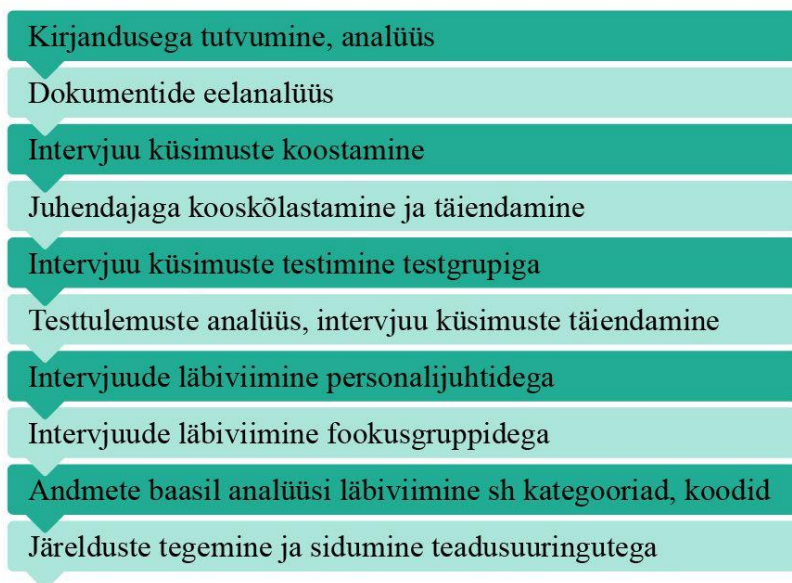 Kirjandusega tutvumine, analüüs
Dokumentide eelanalüüs
Intervjuu küsimuste koostamine
Juhendajaga kooskõlastamine ja täiendamine
Intervjuu küsimuste testimine testgrupiga
Testtulemuste analüüs, intervjuu küsimuste täiendamine
Intervjuude läbiviimine personalijuhtidega
Intervjuude läbiviimine fookusgruppidega
Andmete baasil analüüsi läbiviimine sh kategooriad, koodid
Järelduste tegemine ja sidumine teadusuuringutega